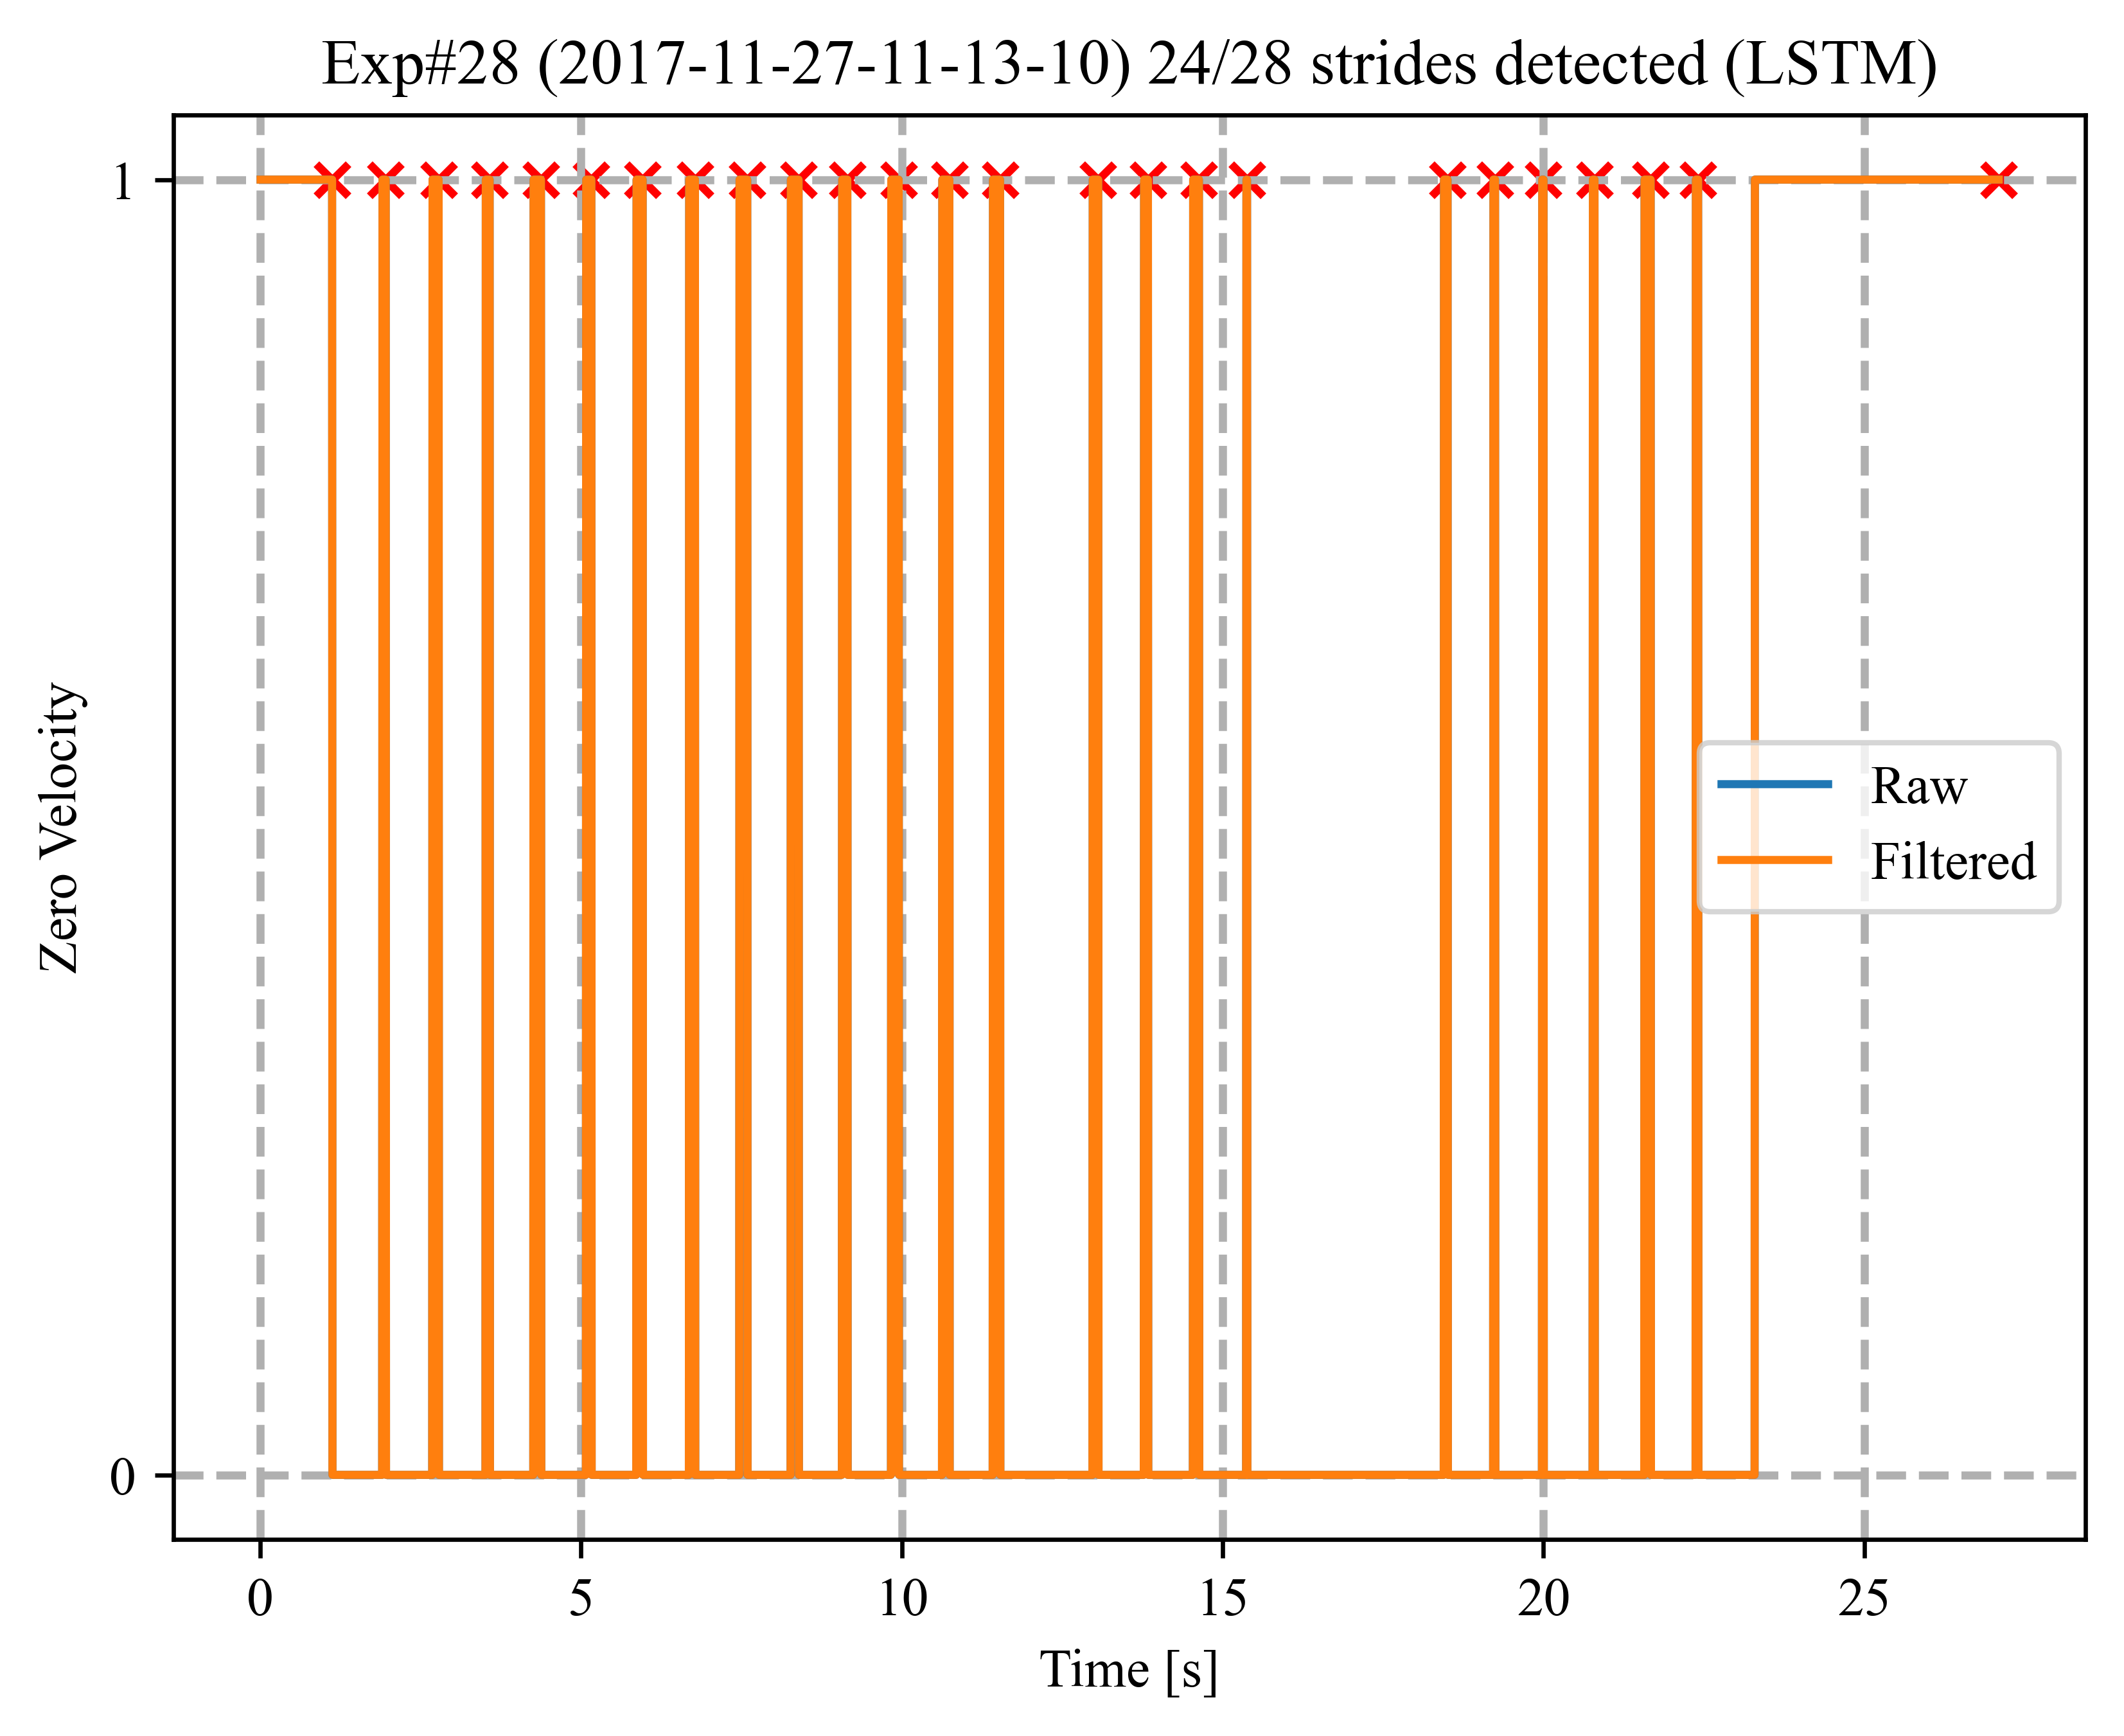 Exp#28 (2017-11-27-11-13-10) 24/28 strides detected (LSTM)
1
Zero Velocity
Raw
Filtered
0
0 5 10 15 20 25
Time [s]